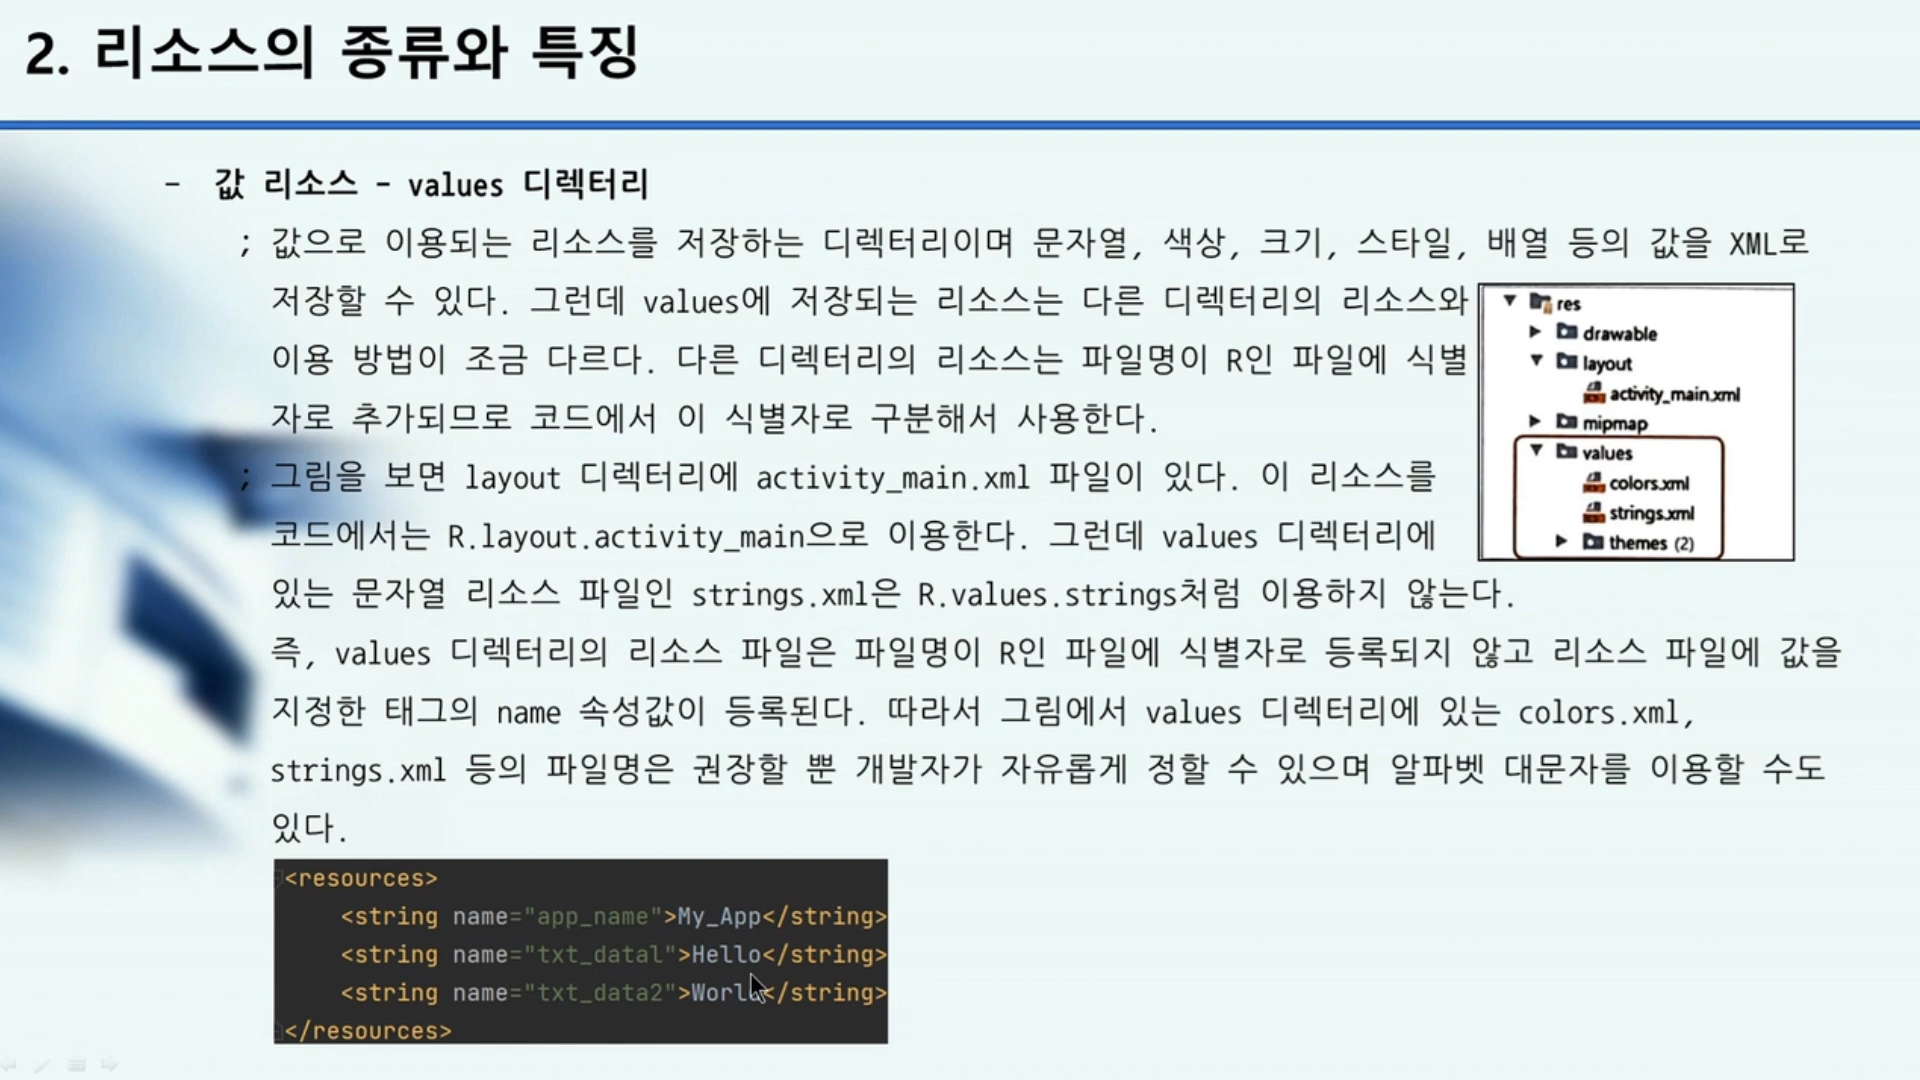 2. 리소스의 종류와 특징
- 값 리소스 - values 디렉터리
; 값으로 이용되는 리소스를 저장하는 디렉터리이며 문자열, 색상, 크기, 스타일, 배열 등의 값을 XML로
저장할 수 있다. 그런데 values에 저장되는 리소스는 다른 디렉터리의 리소스와
이용 방법이 조금 다르다. 다른 디렉터리의 리소스는 파일명이 R인 파일에 식별
자로 추가되므로 코드에서 이 식별자로 구분해서 사용한다.
; 그림을 보면 layout 디렉터리에 activity_main.xml 파일이 있다. 이 리소스를
코드에서는 R.layout.activity_main으로 이용한다. 그런데 values 디렉터리에
있는 문자열 리소스 파일인 strings.xml은 R.values.strings처럼 이용하지 않는다.
즉, values 디렉터리의 리소스 파일은 파일명이 R인 파일에 식별자로 등록되지 않고 리소스 파일에 값을
지정한 태그의 name 속성값이 등록된다. 따라서 그림에서 values 디렉터리에 있는 colors.xml,
strings.xml 등의 파일명은 권장할 뿐 개발자가 자유롭게 정할 수 있으며 알파벳 대문자를 이용할 수도
있다.
res
drawable
layout
activity_main.xml
mipmap
values
colors.xml
strings.xml
themes (2)
<resources>
<string name="app_name">My_App</string>
<string name="txt_datal">Hello</string>
<string name="txt_data2">World</string>
</resources>